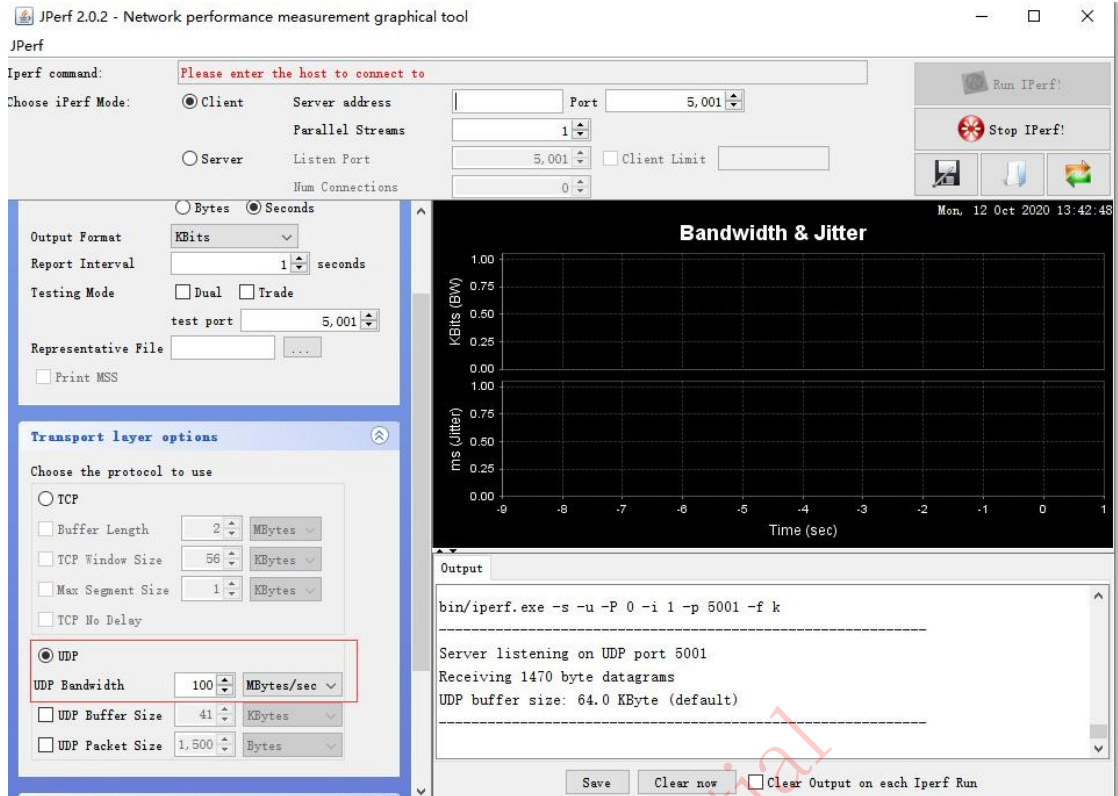 JPerf 2.0.2 - Network performance measurement graphical tool
JPerf
Iperf command: Please enter the host to connect to
Choose iPerf Mode: Client Server address Port 5,001
Parallel Streams 1
Server Listen Port 5,001 Client Limit
Num Connections 0
Run IPerf!
Stop IPerf!
Bytes Seconds
Output Format KBits
Report Interval 1 seconds
Testing Mode Dual Trade
test port 5,001
Representative File ...
Print MSS
Transport layer options
Choose the protocol to use
TCP
Buffer Length 2 MBytes
TCP Window Size 56 KBytes
Max Segment Size 1 KBytes
TCP No Delay
UDP
UDP Bandwidth 100 MBytes/sec
UDP Buffer Size 41 KBytes
UDP Packet Size 1,500 Bytes
Mon, 12 Oct 2020 13:42:48
Bandwidth & Jitter
KBits (BW)
1.00
0.75
0.50
0.25
0.00
ms (Jitter)
1.00
0.75
0.50
0.25
0.00
-9 -8 -7 -6 -5 -4 -3 -2 -1 0 1
Time (sec)
Output
bin/iperf.exe -s -u -P 0 -i 1 -p 5001 -f k
------------------------------------------------------------
Server listening on UDP port 5001
Receiving 1470 byte datagrams
UDP buffer size: 64.0 KByte (default)
------------------------------------------------------------
Save Clear now Clear Output on each Iperf Run